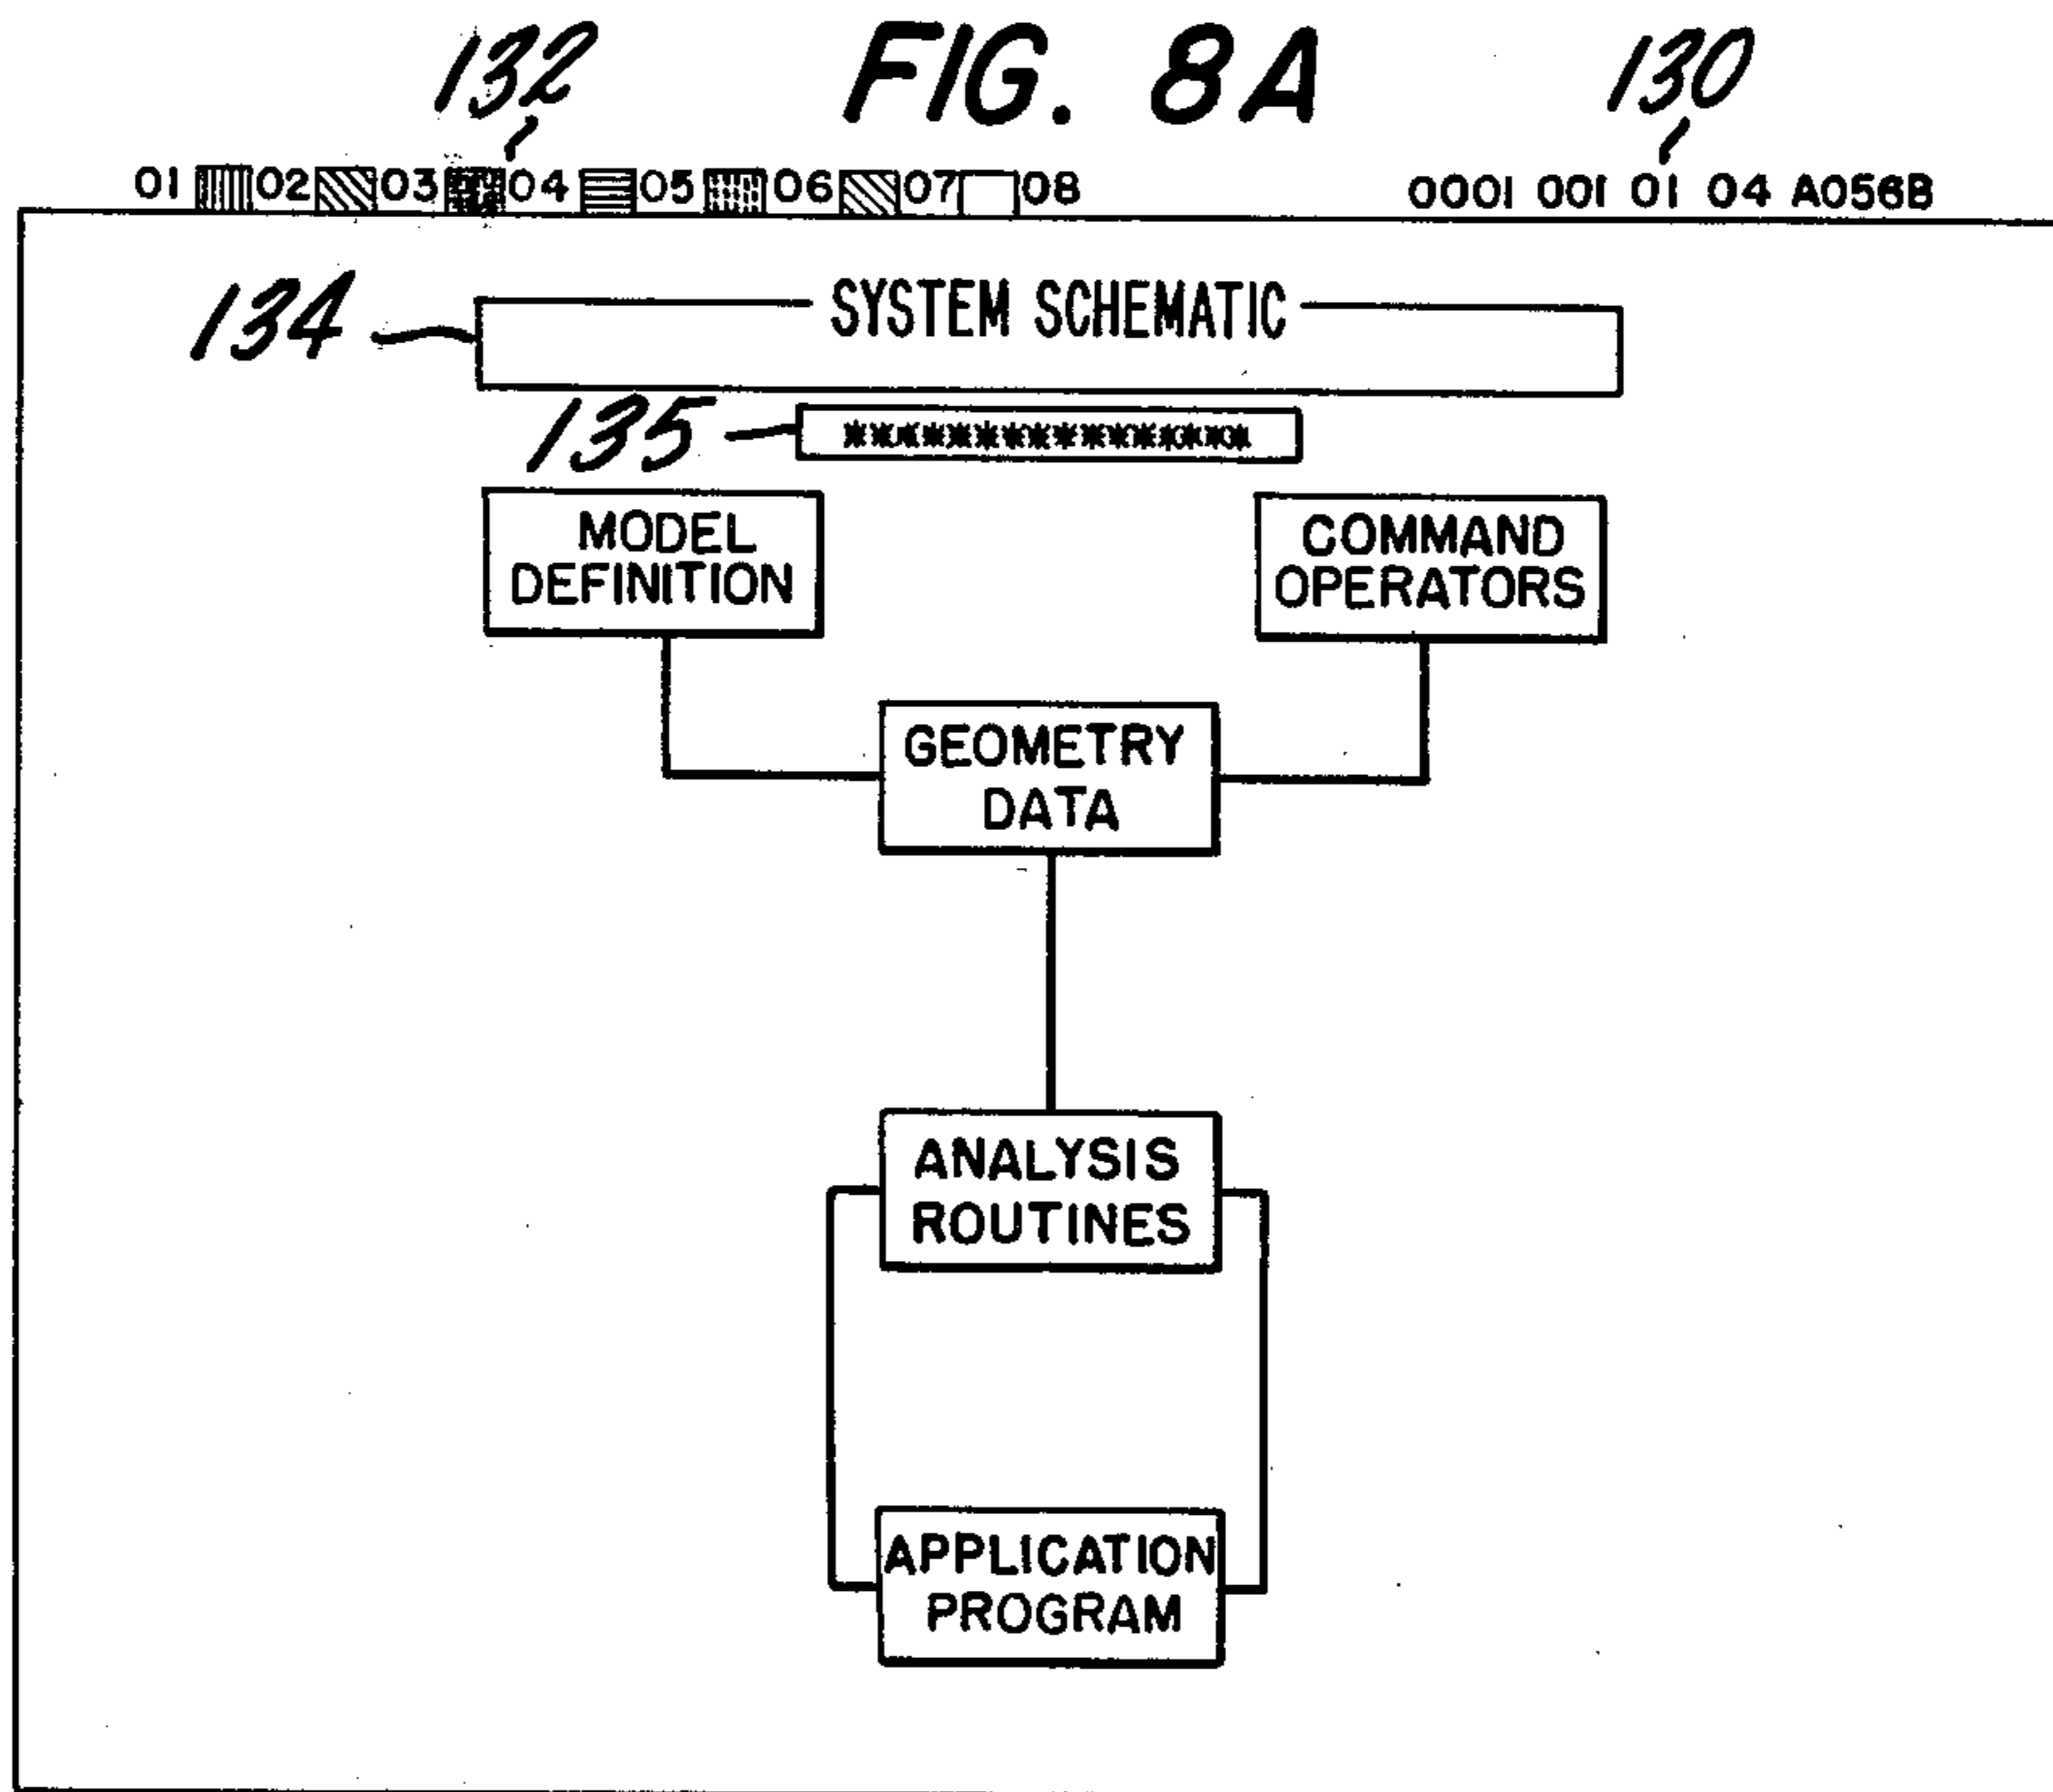 132 FIG. 8A 130
01 02 03 04 05 06 07 08 0001 001 01 04 A056B
134 SYSTEM SCHEMATIC
135 ****************
MODEL
DEFINITION
COMMAND
OPERATORS
GEOMETRY
DATA
ANALYSIS
ROUTINES
APPLICATION
PROGRAM